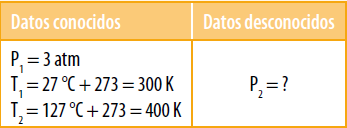 Datos conocidos
Datos desconocidos
P₁ = 3 atm
T₁ = 27 °C + 273 = 300 K
T₂ = 127 °C + 273 = 400 K
P₂ = ?